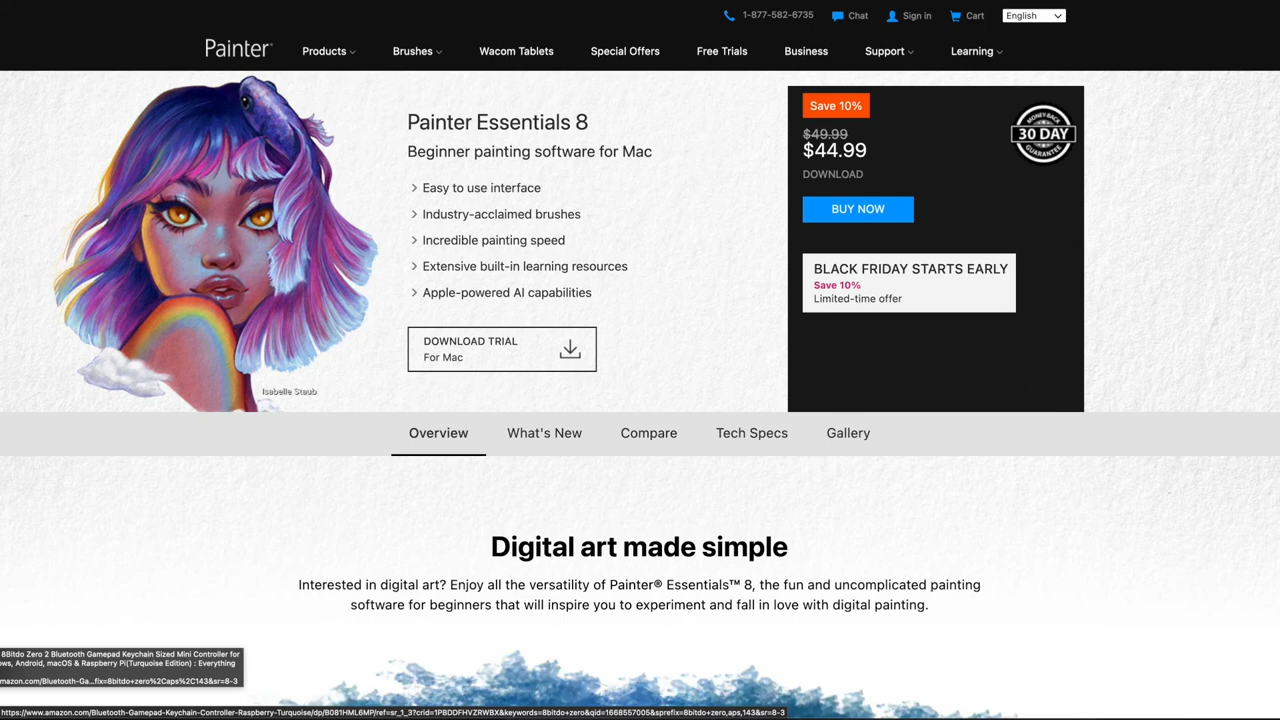 1-877-582-6735
Chat
Sign in
Cart
English
Painter
Products
Brushes
Wacom Tablets
Special Offers
Free Trials
Business
Support
Learning
Painter Essentials 8
Beginner painting software for Mac
Easy to use interface
Industry-acclaimed brushes
Incredible painting speed
Extensive built-in learning resources
Apple-powered AI capabilities
DOWNLOAD TRIAL
For Mac
Isabelle Staub
Save 10%
$49.99
$44.99
DOWNLOAD
BUY NOW
MONEY-BACK
30 DAY
GUARANTEE
BLACK FRIDAY STARTS EARLY
Save 10%
Limited-time offer
Overview
What's New
Compare
Tech Specs
Gallery
Digital art made simple
Interested in digital art? Enjoy all the versatility of Painter® Essentials™ 8, the fun and uncomplicated painting
software for beginners that will inspire you to experiment and fall in love with digital painting.
8Bitdo Zero 2 Bluetooth Gamepad Keychain Sized Mini Controller for
ows, Android, macOS & Raspberry Pi(Turquoise Edition) : Everything
mazon.com/Bluetooth-Ga...fix=8bitdo+zero%2Caps%2C143&sr=8-3
https://www.amazon.com/Bluetooth-Gamepad-Keychain-Controller-Raspberry-Turquoise/dp/B081HML6MP/ref=sr_1_3?crid=1PBDDFHVZRWBX&keywords=8bitdo+zero&qid=1668557005&sprefix=8bitdo+zero,aps,143&sr=8-3